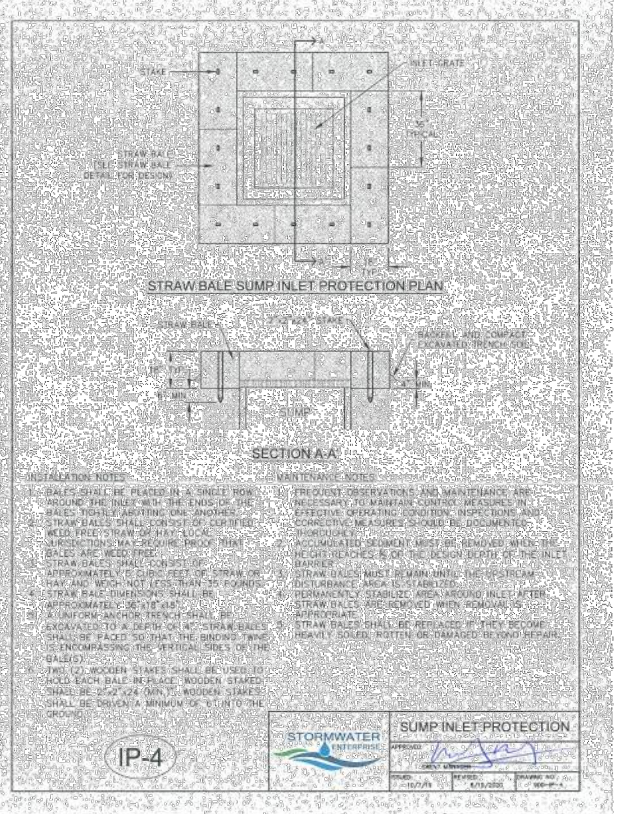 A
INLET GRATE
STAKE
36"
TYPICAL
STRAW BALE
(SEE STRAW BALE
DETAIL FOR DESIGN)
18"
TYP.
STRAW BALE SUMP INLET PROTECTION PLAN
2"x2"x24" STAKE
STRAW BALE
BACKFILL AND COMPACT
EXCAVATED TRENCH SOIL
18" TYP.
4" MIN.
6" MIN.
SUMP
SECTION A-A'
INSTALLATION NOTES
1. BALES SHALL BE PLACED IN A SINGLE ROW
AROUND THE INLET WITH THE ENDS OF THE
BALES TIGHTLY ABUTTING ONE ANOTHER.
2. STRAW BALES SHALL CONSIST OF CERTIFIED
WEED FREE STRAW OR HAY. LOCAL
JURISDICTIONS MAY REQUIRE PROOF THAT
BALES ARE WEED FREE.
3. STRAW BALES SHALL CONSIST OF
APPROXIMATELY 5 CUBIC FEET OF STRAW OR
HAY AND WEIGH NOT LESS THAN 35 POUNDS.
4. STRAW BALE DIMENSIONS SHALL BE
APPROXIMATELY 36"x18"x18".
5. A UNIFORM ANCHOR TRENCH SHALL BE
EXCAVATED TO A DEPTH OF 4". STRAW BALES
SHALL BE PACED SO THAT THE BINDING TWINE
IS ENCOMPASSING THE VERTICAL SIDES OF THE
BALE(S).
6. TWO (2) WOODEN STAKES SHALL BE USED TO
HOLD EACH BALE IN PLACE. WOODEN STAKES
SHALL BE 2"x2"x24 (MIN.)". WOODEN STAKES
SHALL BE DRIVEN A MINIMUM OF 6" INTO THE
GROUND.
MAINTENANCE NOTES
1. FREQUENT OBSERVATIONS AND MAINTENANCE ARE
NECESSARY TO MAINTAIN CONTROL MEASURES IN
EFFECTIVE OPERATING CONDITION. INSPECTIONS AND
CORRECTIVE MEASURES SHOULD BE DOCUMENTED
THOROUGHLY.
2. ACCUMULATED SEDIMENT MUST BE REMOVED WHEN THE
HEIGHT REACHES OF THE DESIGN DEPTH OF THE INLET
BARRIER.
3. STRAW BALES MUST REMAIN UNTIL THE UPSTREAM
DISTURBANCE AREA IS STABILIZED.
4. PERMANENTLY STABILIZE AREA AROUND INLET AFTER
STRAW BALES ARE REMOVED WHEN REMOVAL IS
APPROPRIATE.
5. STRAW BALES SHALL BE REPLACED IF THEY BECOME
HEAVILY SOILED, ROTTEN OR DAMAGED BEYOND REPAIR.
IP-4
STORMWATER
ENTERPRISE
SUMP INLET PROTECTION
APPROVED:
MANAGER
ISSUED:
10/7/19
REVISED:
8/19/2020
DRAWING NO.
900-IP-4